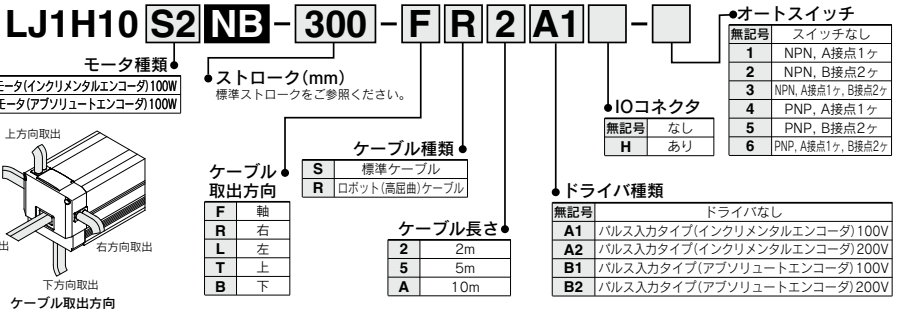 LJ1H10 S2 NB - 300 - F R 2 A1 -
モータ種類
モータ(インクリメンタルエンコーダ)100W
モータ(アブソリュートエンコーダ)100W
ストローク(mm)
標準ストロークをご参照ください。
上方向取出
右方向取出
下方向取出
ケーブル取出方向
ケーブル
取出方向
F 軸
R 右
L 左
T 上
B 下
ケーブル種類
S 標準ケーブル
R ロボット(高屈曲)ケーブル
ケーブル長さ
2 2m
5 5m
A 10m
IOコネクタ
無記号 なし
H あり
ドライバ種類
無記号 ドライバなし
A1 パルス入力タイプ(インクリメンタルエンコーダ)100V
A2 パルス入力タイプ(インクリメンタルエンコーダ)200V
B1 パルス入力タイプ(アブソリュートエンコーダ)100V
B2 パルス入力タイプ(アブソリュートエンコーダ)200V
オートスイッチ
無記号 スイッチなし
1 NPN, A接点1ヶ
2 NPN, B接点2ヶ
3 NPN, A接点1ヶ, B接点2ヶ
4 PNP, A接点1ヶ
5 PNP, B接点2ヶ
6 PNP, A接点1ヶ, B接点2ヶ